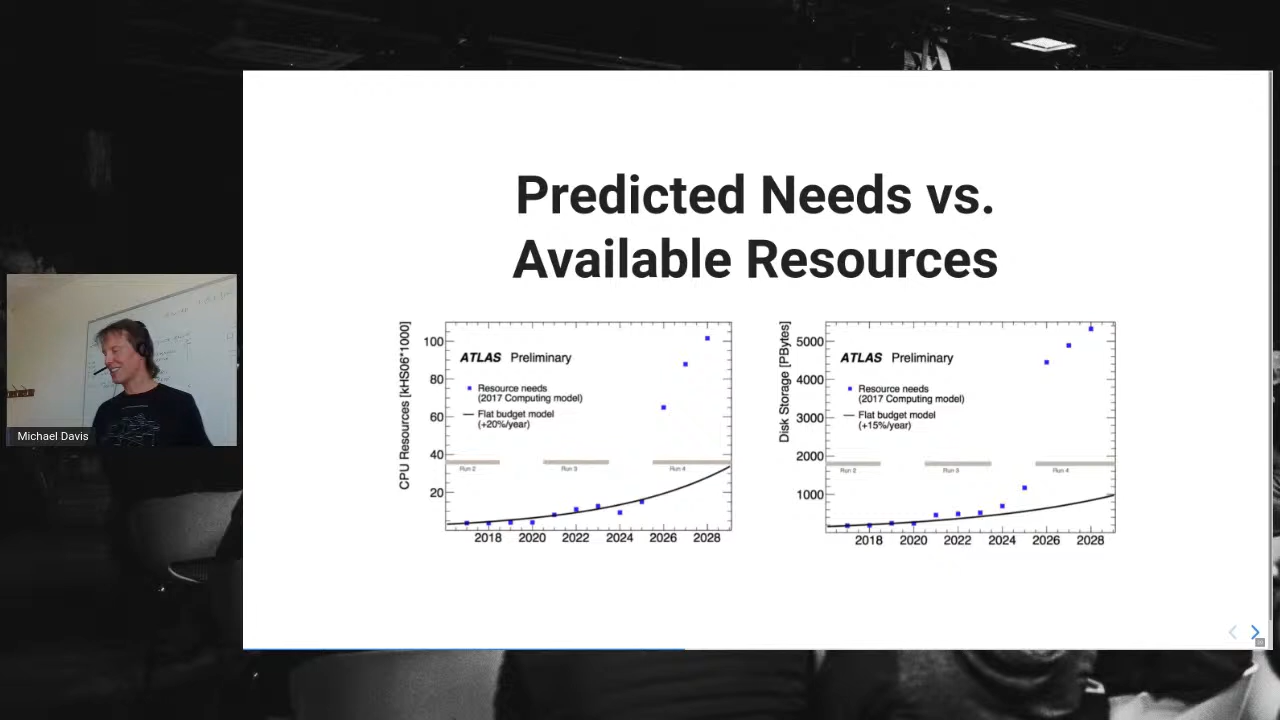 Predicted Needs vs.
Available Resources
CPU Resources [kHS06*1000]
100
80
60
40
20
ATLAS Preliminary
Resource needs
(2017 Computing model)
Flat budget model
(+20%/year)
Run 2
Run 3
Run 4
2018 2020 2022 2024 2026 2028
Disk Storage [PBytes]
5000
4000
3000
2000
1000
ATLAS Preliminary
Resource needs
(2017 Computing model)
Flat budget model
(+15%/year)
Run 2
Run 3
Run 4
2018 2020 2022 2024 2026 2028
Michael Davis